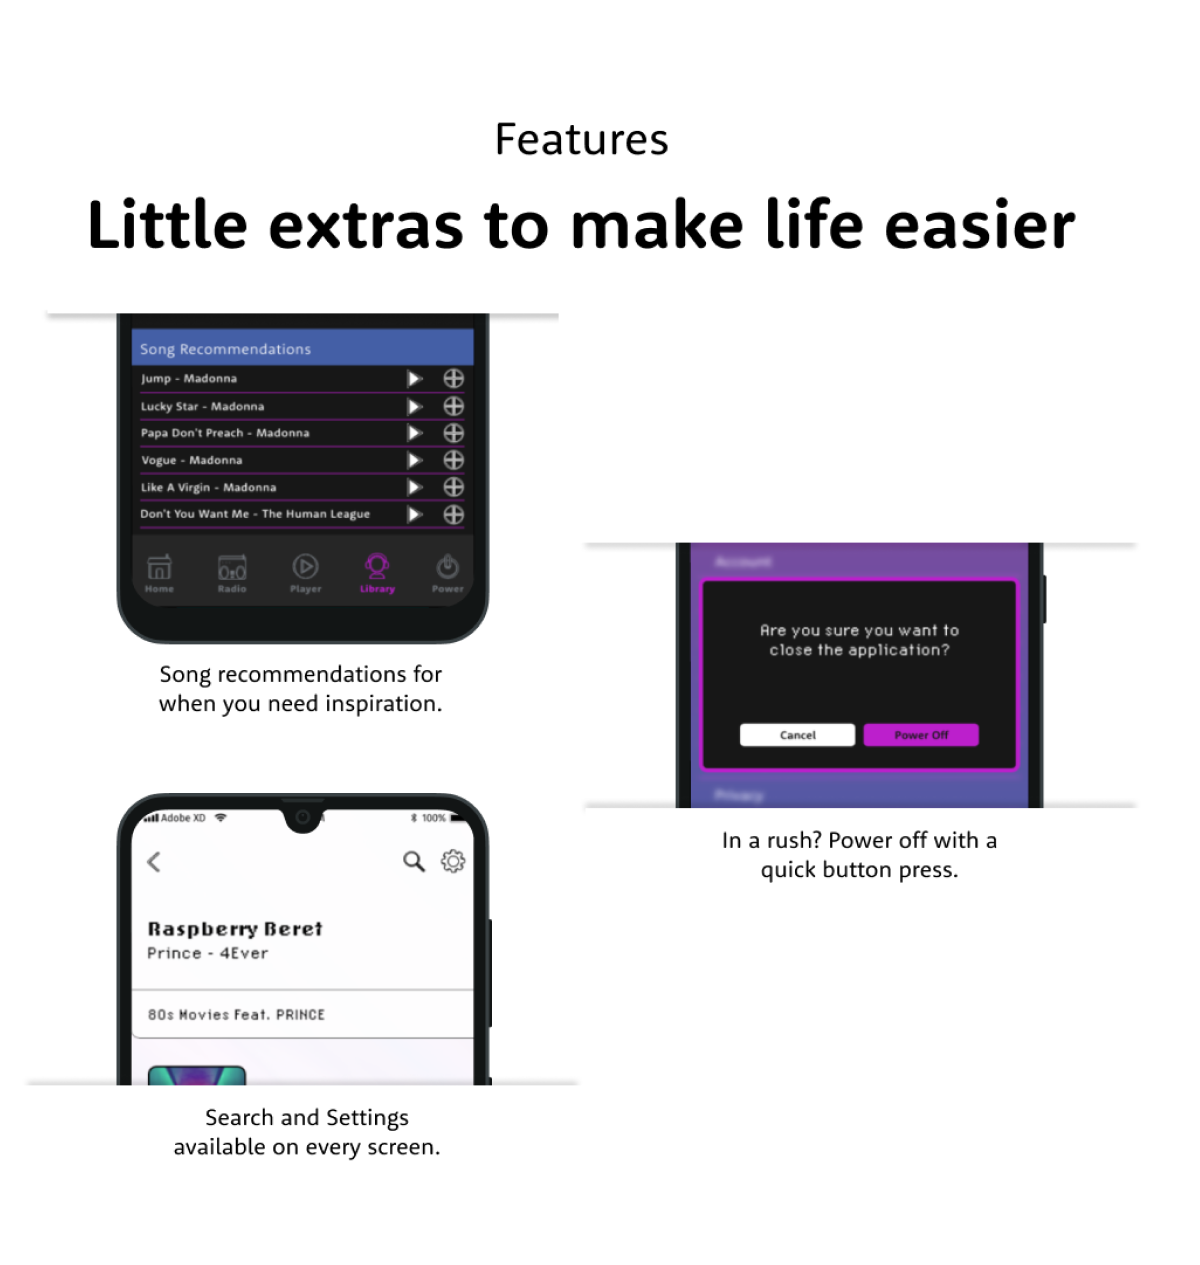 Features
Little extras to make life easier
Song Recommendations
Jump - Madonna
Lucky Star - Madonna
Papa Don't Preach - Madonna
Vogue - Madonna
Like A Virgin - Madonna
Don't You Want Me - The Human League
Home Radio Player Library Power
Song recommendations for
when you need inspiration.
Account
Are you sure you want to
close the application?
Cancel Power Off
Privacy
In a rush? Power off with a
quick button press.
Adobe XD 100%
Raspberry Beret
Prince - 4Ever
80s Movies Feat. PRINCE
Search and Settings
available on every screen.